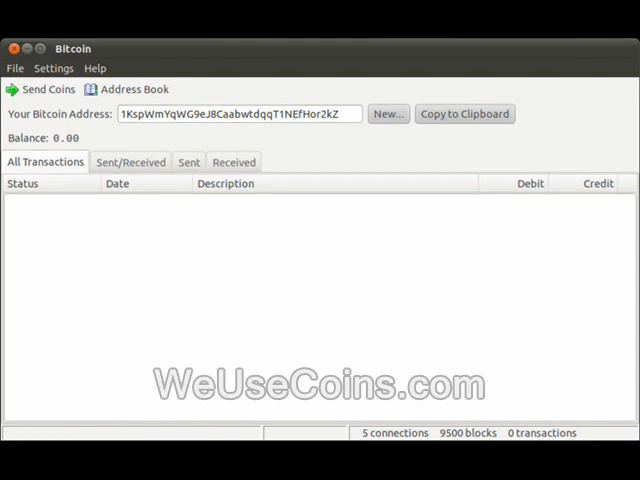 Bitcoin
File Settings Help
Send Coins Address Book
Your Bitcoin Address: 1KspWmYqWG9eJ8CaabwtdqqT1NEfHor2kZ New... Copy to Clipboard
Balance: 0.00
All Transactions Sent/Received Sent Received
Status Date Description Debit Credit
WeUseCoins.com
5 connections 9500 blocks 0 transactions